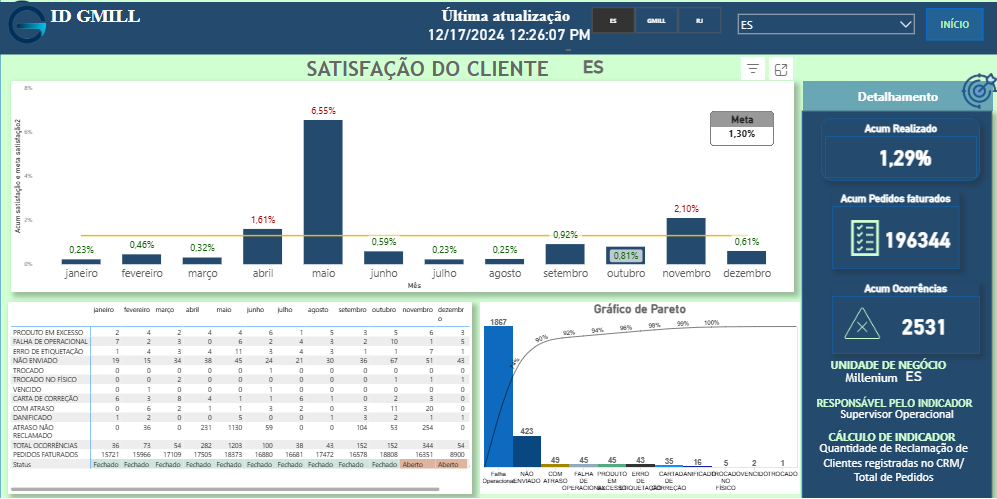 ID GMILL
Última atualização
12/17/2024 12:26:07 PM
ES
GMILL
RJ
ES
INÍCIO
SATISFAÇÃO DO CLIENTE ES
8%
6%
4%
2%
0%
Acum satisfação e meta satisfação2
0,23%
0,46%
0,32%
1,61%
6,55%
0,59%
0,23%
0,25%
0,92%
0,81%
2,10%
0,61%
janeiro fevereiro março abril maio junho julho agosto setembro outubro novembro dezembro
Mês
Meta
1,30%
Detalhamento
Acum Realizado
1,29%
Acum Pedidos faturados
196344
Acum Ocorrências
2531
UNIDADE DE NEGÓCIO
Millenium ES
RESPONSÁVEL PELO INDICADOR
Supervisor Operacional
CÁLCULO DE INDICADOR
Quantidade de Reclamação de
Clientes registradas no CRM/
Total de Pedidos
janeiro fevereiro março abril maio junho julho agosto setembro outubro novembro dezembr
o
PRODUTO EM EXCESSO 2 4 2 4 4 6 1 5 3 5 6 3
FALHA DE OPERACIONAL 7 2 3 0 6 2 4 3 2 10 1 5
ERRO DE ETIQUETAÇÃO 1 4 3 4 11 3 4 3 1 1 7 1
NÃO ENVIADO 19 15 34 38 45 24 21 30 36 67 51 43
TROCADO 0 0 0 0 0 1 0 0 0 0 0 0
TROCADO NO FÍSICO 0 0 2 0 0 0 0 0 0 1 1 1
VENCIDO 0 1 0 0 0 1 0 0 0 0 0 0
CARTA DE CORREÇÃO 6 3 8 4 1 1 6 1 0 2 3 0
COM ATRASO 0 6 2 1 1 3 2 0 3 11 20 0
DANIFICADO 1 2 0 0 5 0 0 1 3 2 1 1
ATRASO NÃO 0 36 0 231 1130 59 0 0 104 53 254 0
RECLAMADO
TOTAL OCORRÊNCIAS 36 73 54 282 1203 100 38 43 152 152 344 54
PEDIDOS FATURADOS 15721 15966 17109 17505 18373 16880 16681 17472 16578 18808 16351 8900
Status Fechado Fechado Fechado Fechado Fechado Fechado Fechado Fechado Fechado Fechado Aberto Aberto
Gráfico de Pareto
1867
423
49
45
45
43
35
16
5
2
1
74%
90%
92%
94%
96%
98%
99%
100%
Falha NÃO COM FALHA PRODUTO ERRO CARTA
Operacional ENVIADO ATRASO DE EM DE DE NO